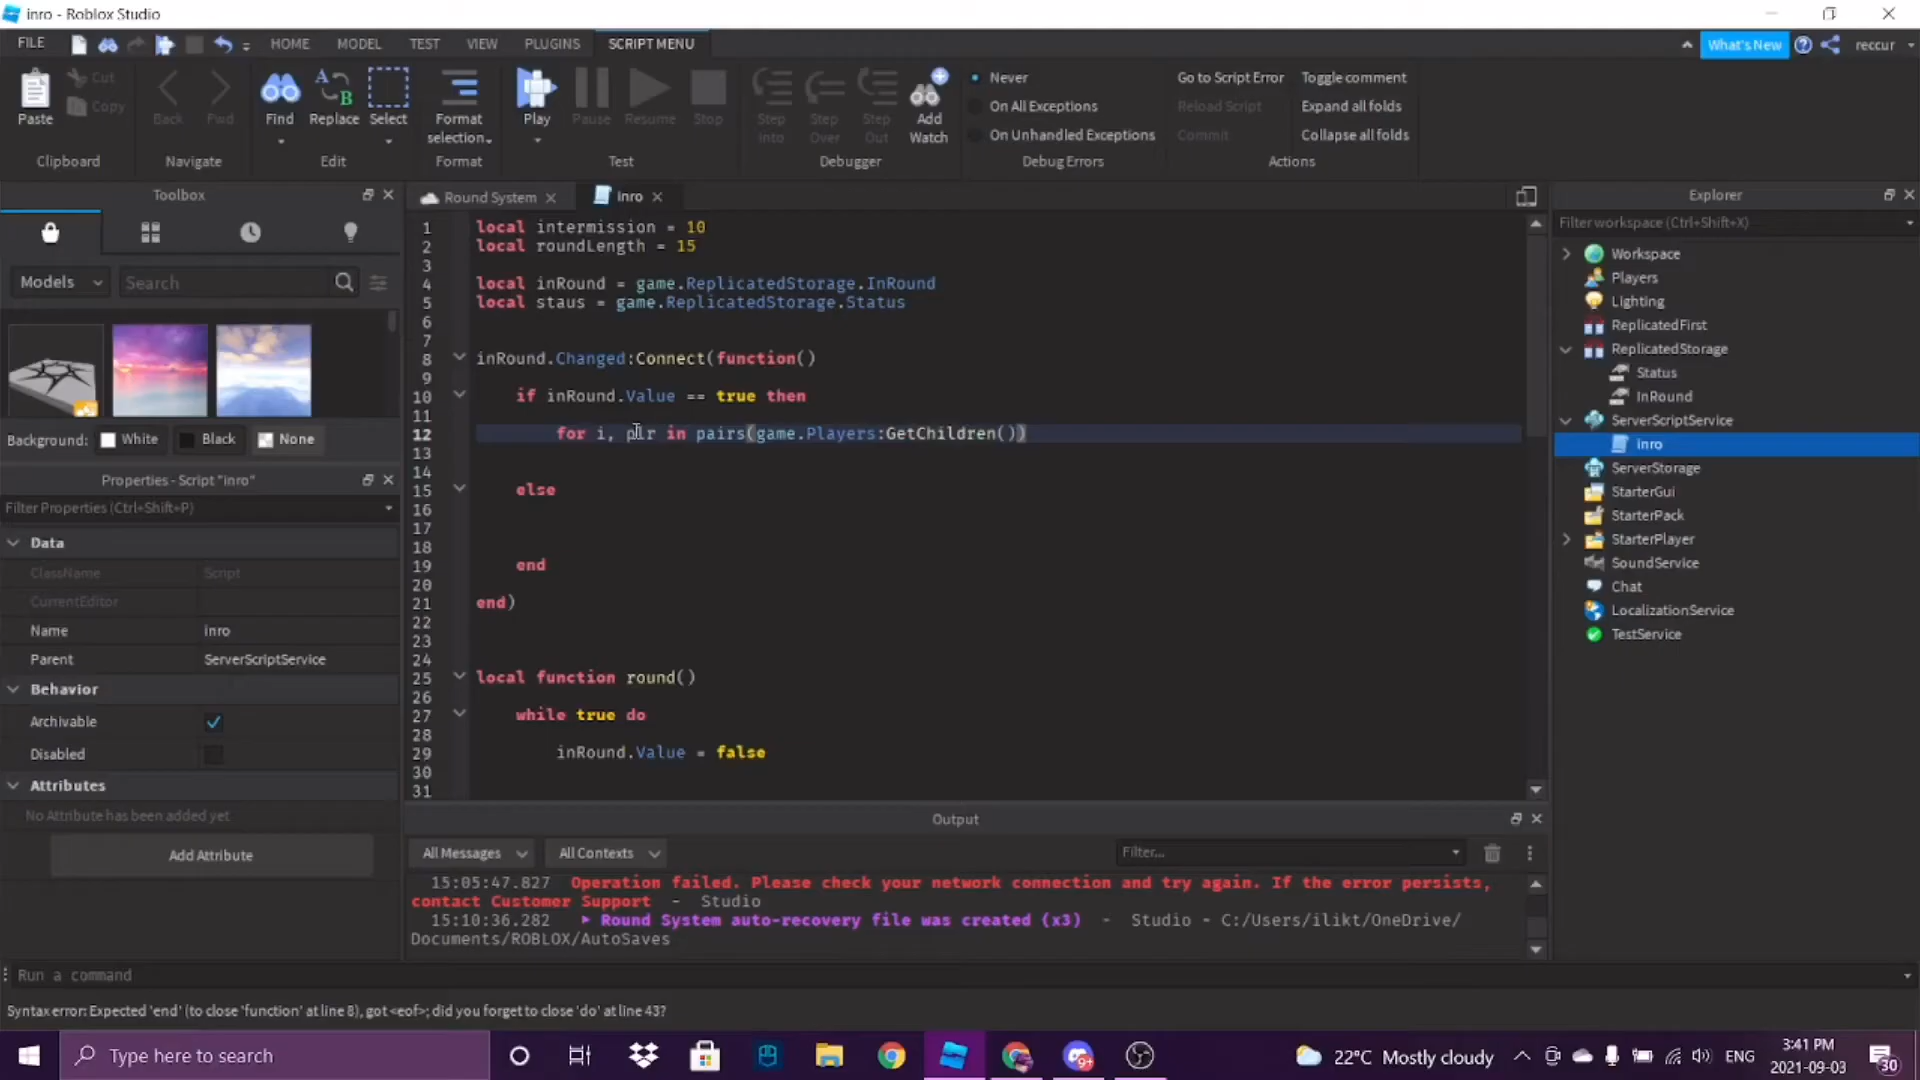 inro - Roblox Studio
FILE HOME MODEL TEST VIEW PLUGINS SCRIPT MENU What's New reccur
Paste Cut Copy Clipboard
Back Fwd Navigate
Find Replace Select Edit
Format selection Format
Play Pause Resume Stop Test
Step Into Step Over Step Out Add Watch Debugger
Never
On All Exceptions
On Unhandled Exceptions
Debug Errors
Go to Script Error Toggle comment
Reload Script Expand all folds
Commit Collapse all folds
Actions
Toolbox
Models Search
Background: White Black None
Properties - Script "inro"
Filter Properties (Ctrl+Shift+P)
Data
ClassName Script
CurrentEditor
Name inro
Parent ServerScriptService
Behavior
Archivable
Disabled
Attributes
No Attribute has been added yet
Add Attribute
Round System inro
1 local intermission = 10
2 local roundLength = 15
3
4 local inRound = game.ReplicatedStorage.InRound
5 local staus = game.ReplicatedStorage.Status
6
7
8 inRound.Changed:Connect(function()
9
10 if inRound.Value == true then
11
12 for i, plr in pairs(game.Players:GetChildren())
13
14
15 else
16
17
18
19 end
20
21 end)
22
23
24
25 local function round()
26
27 while true do
28
29 inRound.Value = false
30
31
Output
All Messages All Contexts Filter...
15:05:47.827 Operation failed. Please check your network connection and try again. If the error persists,
contact Customer Support - Studio
15:10:36.282 Round System auto-recovery file was created (x3) - Studio - C:/Users/ilikt/OneDrive/
Documents/ROBLOX/AutoSaves
Explorer
Filter workspace (Ctrl+Shift+X)
Workspace
Players
Lighting
ReplicatedFirst
ReplicatedStorage
Status
InRound
ServerScriptService
inro
ServerStorage
StarterGui
StarterPack
StarterPlayer
SoundService
Chat
LocalizationService
TestService
Run a command
Syntax error: Expected 'end' (to close 'function' at line 8), got <eof>; did you forget to close 'do' at line 43?
Type here to search
22°C Mostly cloudy ENG 3:41 PM
2021-09-03 30